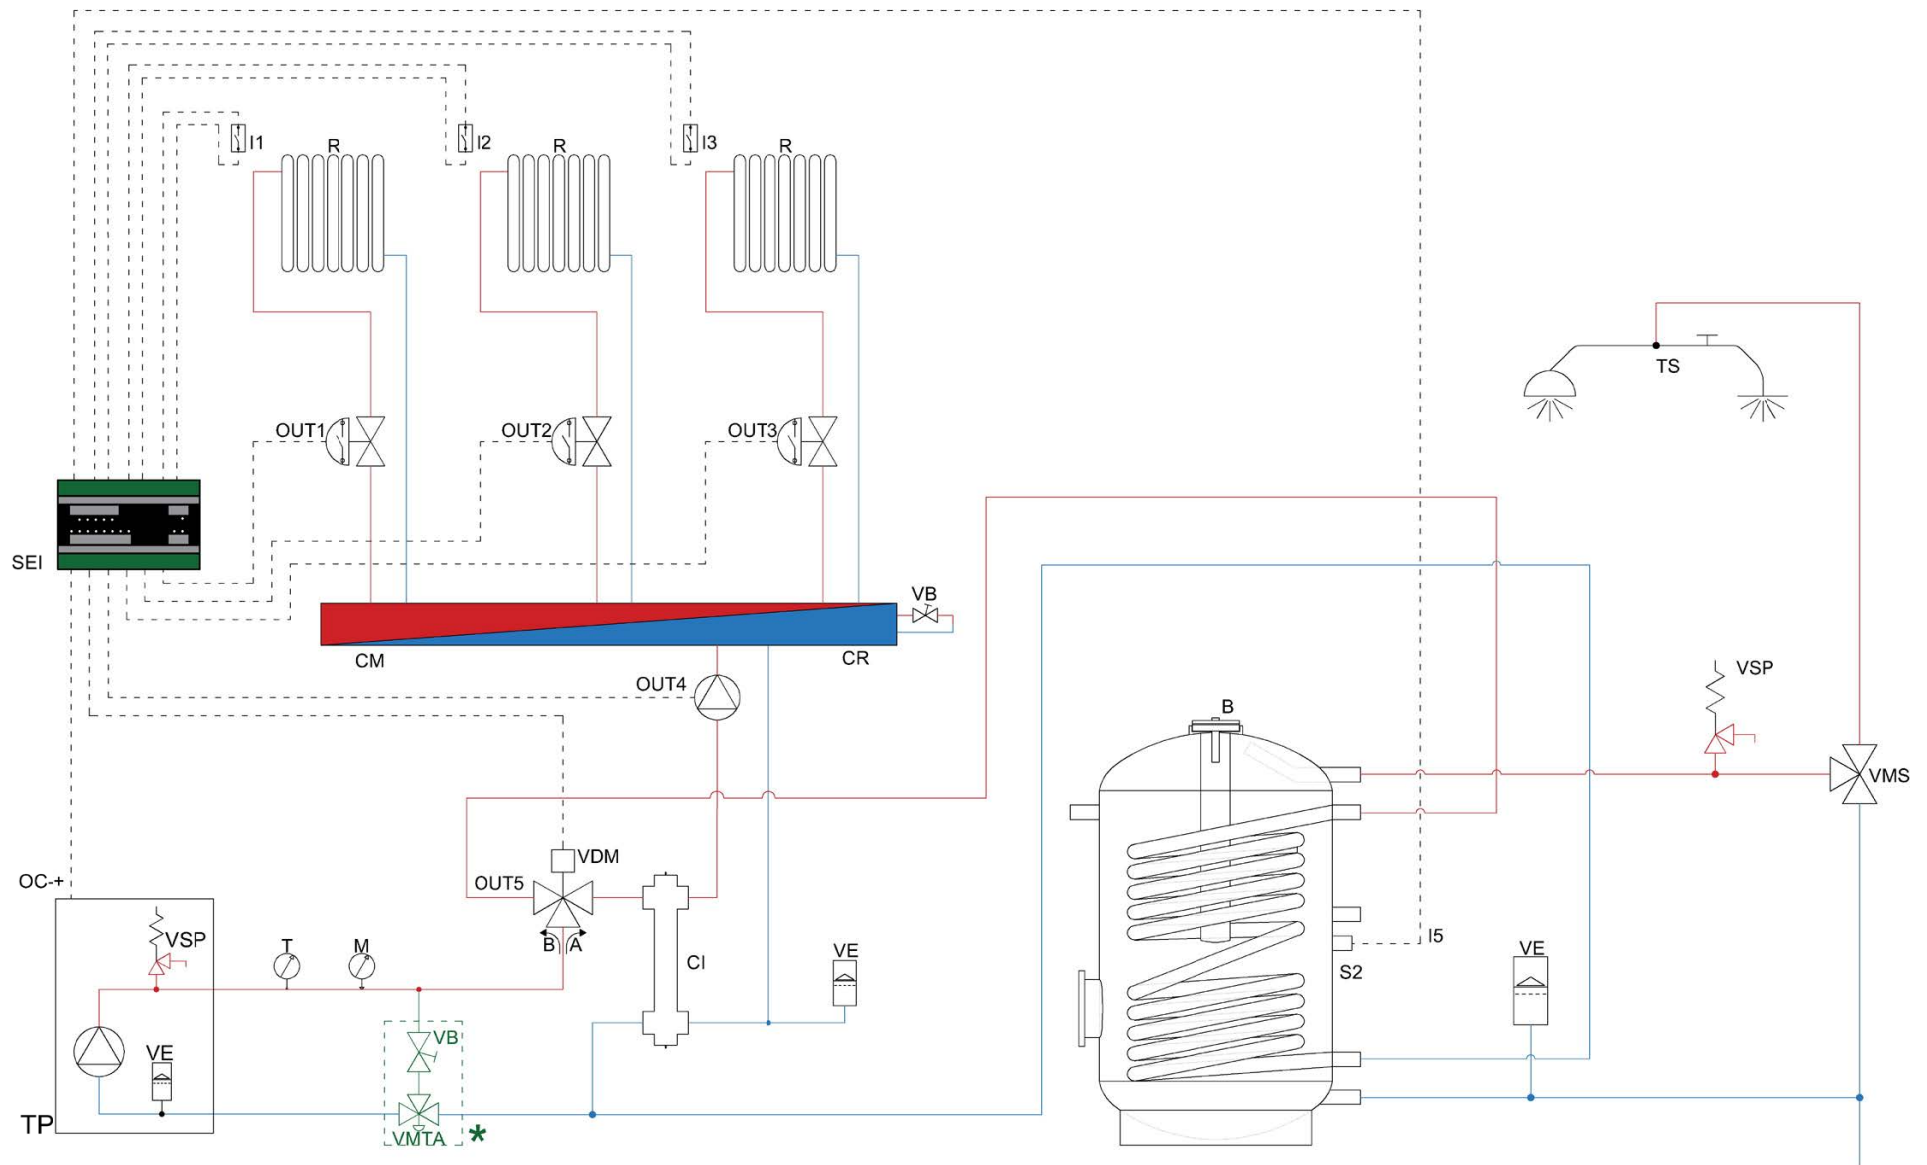 I1
R
I2
R
I3
R
TS
OUT1
OUT2
OUT3
SEI
VB
CM
CR
OUT4
VSP
B
VMS
VDM
OUT5
OC-+
VSP
T
M
B
A
CI
VE
I5
S2
VE
VB
VE
TP
VMTA
*